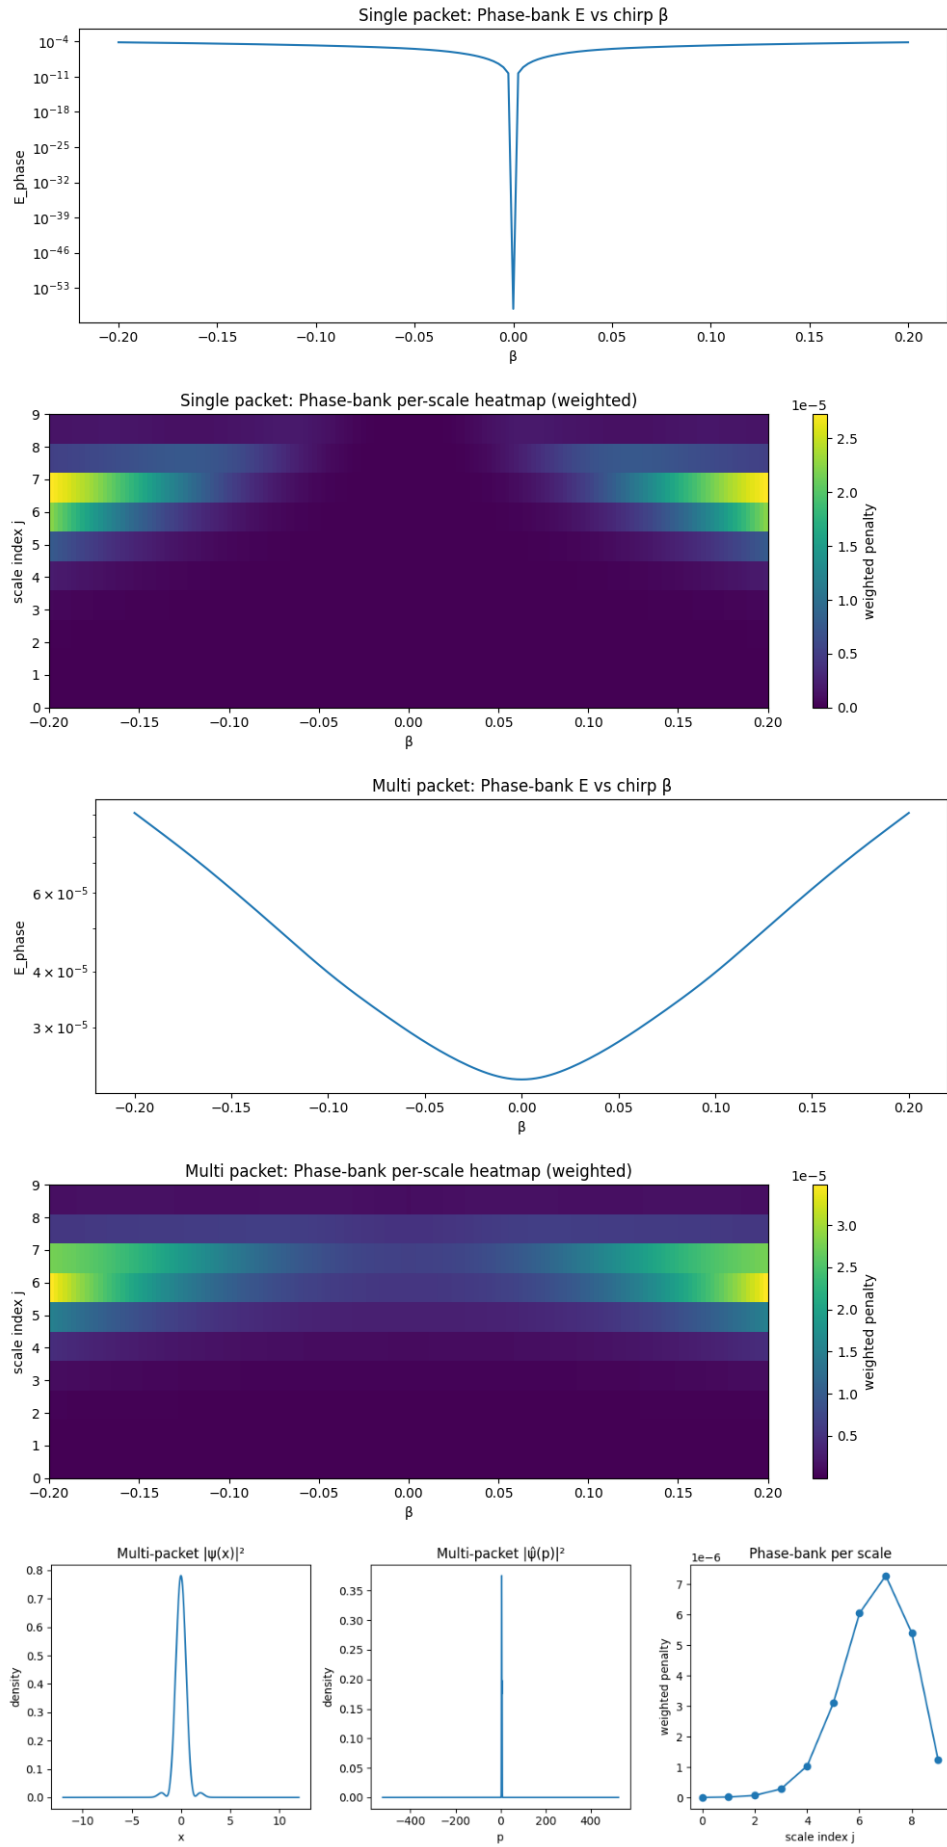 Single packet: Phase-bank E vs chirp β
10⁻⁴
10⁻¹¹
10⁻¹⁸
10⁻²⁵
10⁻³²
10⁻³⁹
10⁻⁴⁶
10⁻⁵³
E_phase
−0.20 −0.15 −0.10 −0.05 0.00 0.05 0.10 0.15 0.20
β
Single packet: Phase-bank per-scale heatmap (weighted)
1e−5
9
8
7
6
5
4
3
2
1
0
scale index j
−0.20 −0.15 −0.10 −0.05 0.00 0.05 0.10 0.15 0.20
β
2.5
2.0
1.5
1.0
0.5
0.0
weighted penalty
Multi packet: Phase-bank E vs chirp β
6 × 10⁻⁵
4 × 10⁻⁵
3 × 10⁻⁵
E_phase
−0.20 −0.15 −0.10 −0.05 0.00 0.05 0.10 0.15 0.20
β
Multi packet: Phase-bank per-scale heatmap (weighted)
1e−5
9
8
7
6
5
4
3
2
1
0
scale index j
−0.20 −0.15 −0.10 −0.05 0.00 0.05 0.10 0.15 0.20
β
3.0
2.5
2.0
1.5
1.0
0.5
weighted penalty
Multi-packet |ψ(x)|²
0.8
0.7
0.6
0.5
0.4
0.3
0.2
0.1
0.0
density
−10 −5 0 5 10
x
Multi-packet |ψ̂(p)|²
0.35
0.30
0.25
0.20
0.15
0.10
0.05
0.00
density
−400 −200 0 200 400
p
Phase-bank per scale
1e−6
7
6
5
4
3
2
1
0
weighted penalty
0 2 4 6 8
scale index j